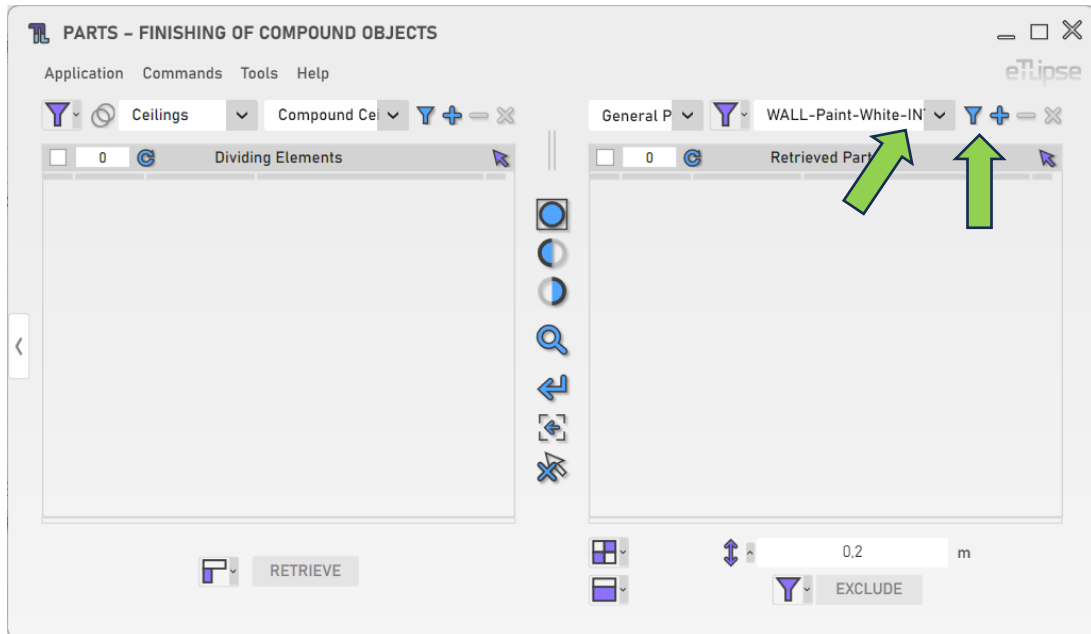 PARTS – FINISHING OF COMPOUND OBJECTS
Application Commands Tools Help
eTLipse
Ceilings Compound Cei General P WALL-Paint-White-IN
0 Dividing Elements 0 Retrieved Part
0,2 m
RETRIEVE EXCLUDE